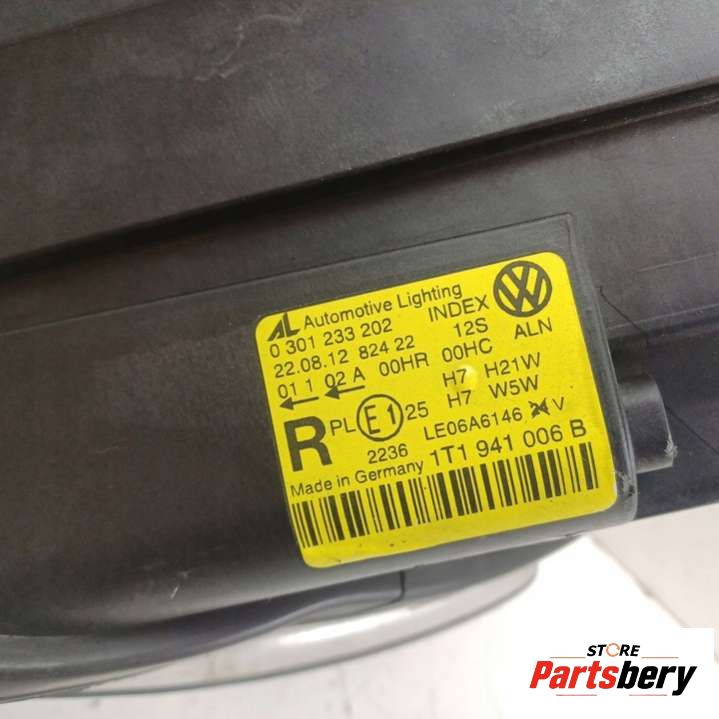 AL Automotive Lighting
0 301 233 202 INDEX
22.08.12 824 22 12S ALN
01 1 02 A 00HR 00HC
H7 H21W
H7 W5W
R PL E1 25
2236 LE06A6146 V
Made in Germany 1T1 941 006 B
STORE
Partsbery